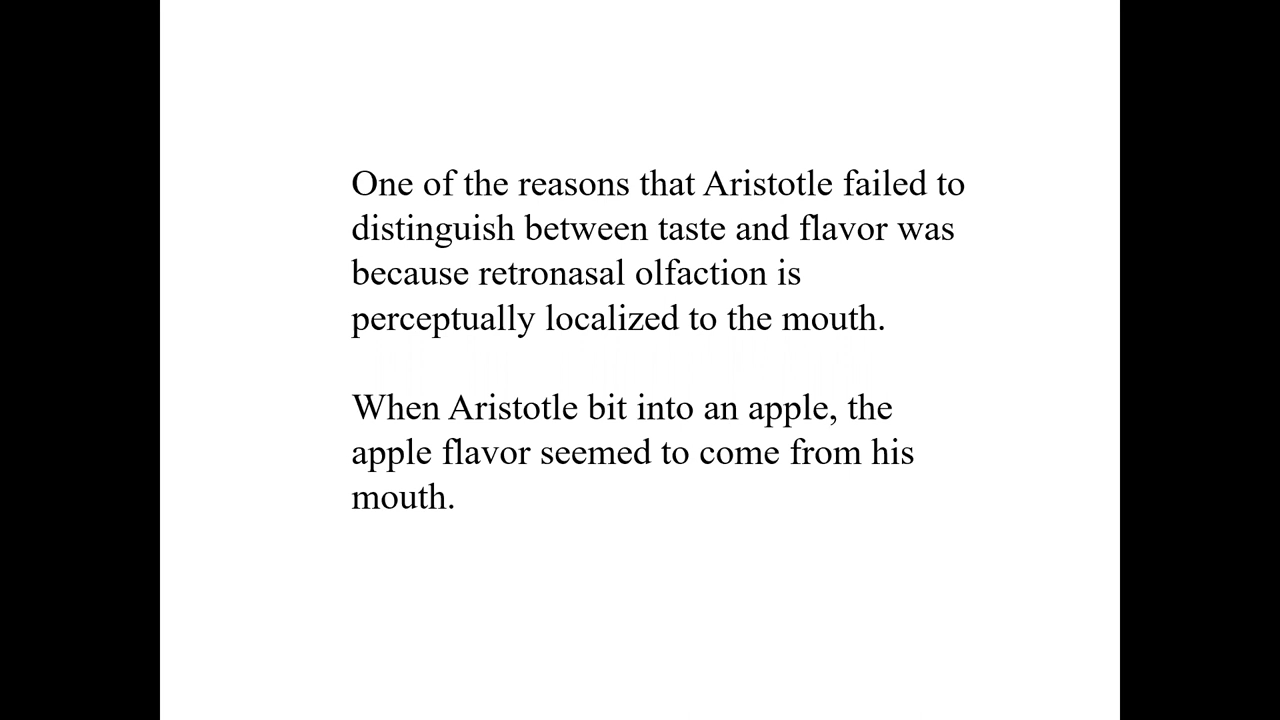 One of the reasons that Aristotle failed to
distinguish between taste and flavor was
because retronasal olfaction is
perceptually localized to the mouth.
When Aristotle bit into an apple, the
apple flavor seemed to come from his
mouth.